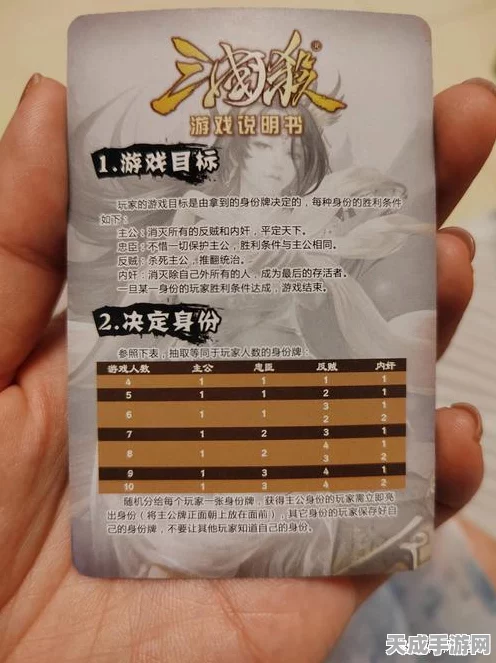 三國殺®
游戏说明书
1.游戏目标
玩家的游戏目标是由拿到的身份牌决定的，每种身份的胜利条件
如下：
主公：消灭所有的反贼和内奸，平定天下。
忠臣：不惜一切保护主公，胜利条件与主公相同。
反贼：杀死主公，推翻统治。
内奸：消灭除自己外所有的人，成为最后的存活者。
一旦某一身份的玩家胜利条件达成，游戏结束。
2.决定身份
参照下表，抽取等同于玩家人数的身份牌：
游戏人数 主公 忠臣 反贼 内奸
4 1 1 1 1
5 1 1 2 1
6 1 1 3 1
2 2
7 1 2 3 1
8 1 2 4 1
3 2
9 1 3 4 1
10 1 3 4 2
随机分给每个玩家一张身份牌，获得主公身份的玩家需立即亮
出身份（将主公牌正面朝上放在面前），其它身份的玩家保存好自
己的身份牌，不要让其他玩家知道自己的身份。
天成手游网